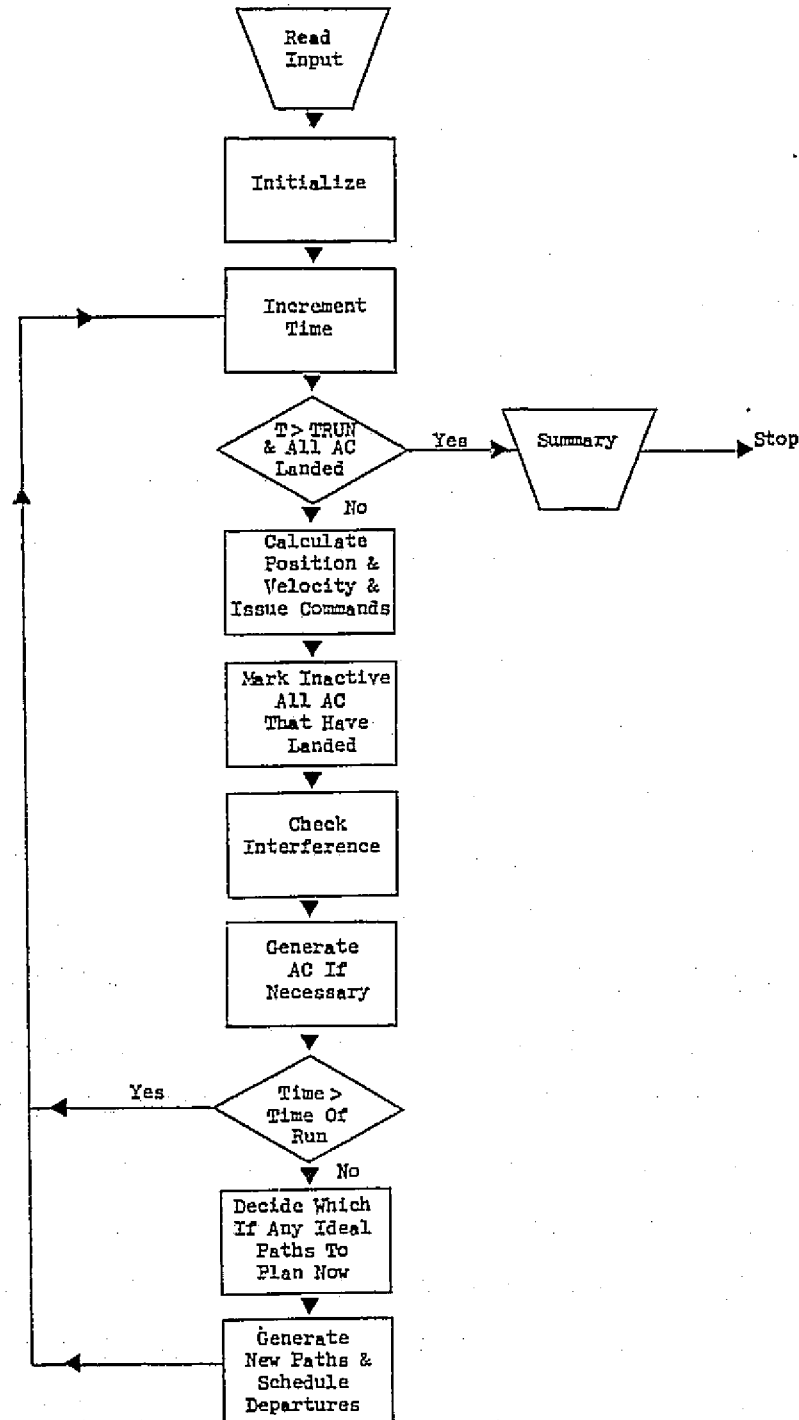 Read
Input
Initialize
Increment
Time
T> TRUN
& All AC
Landed
Yes
Summary
Stop
No
Calculate
Position &
Velocity &
Issue Commands
Mark Inactive
All AC
That Have
Landed
Check
Interference
Generate
AC If
Necessary
Yes
Time >
Time Of
Run
No
Decide Which
If Any Ideal
Paths To
Plan Now
Generate
New Paths &
Schedule
Departures